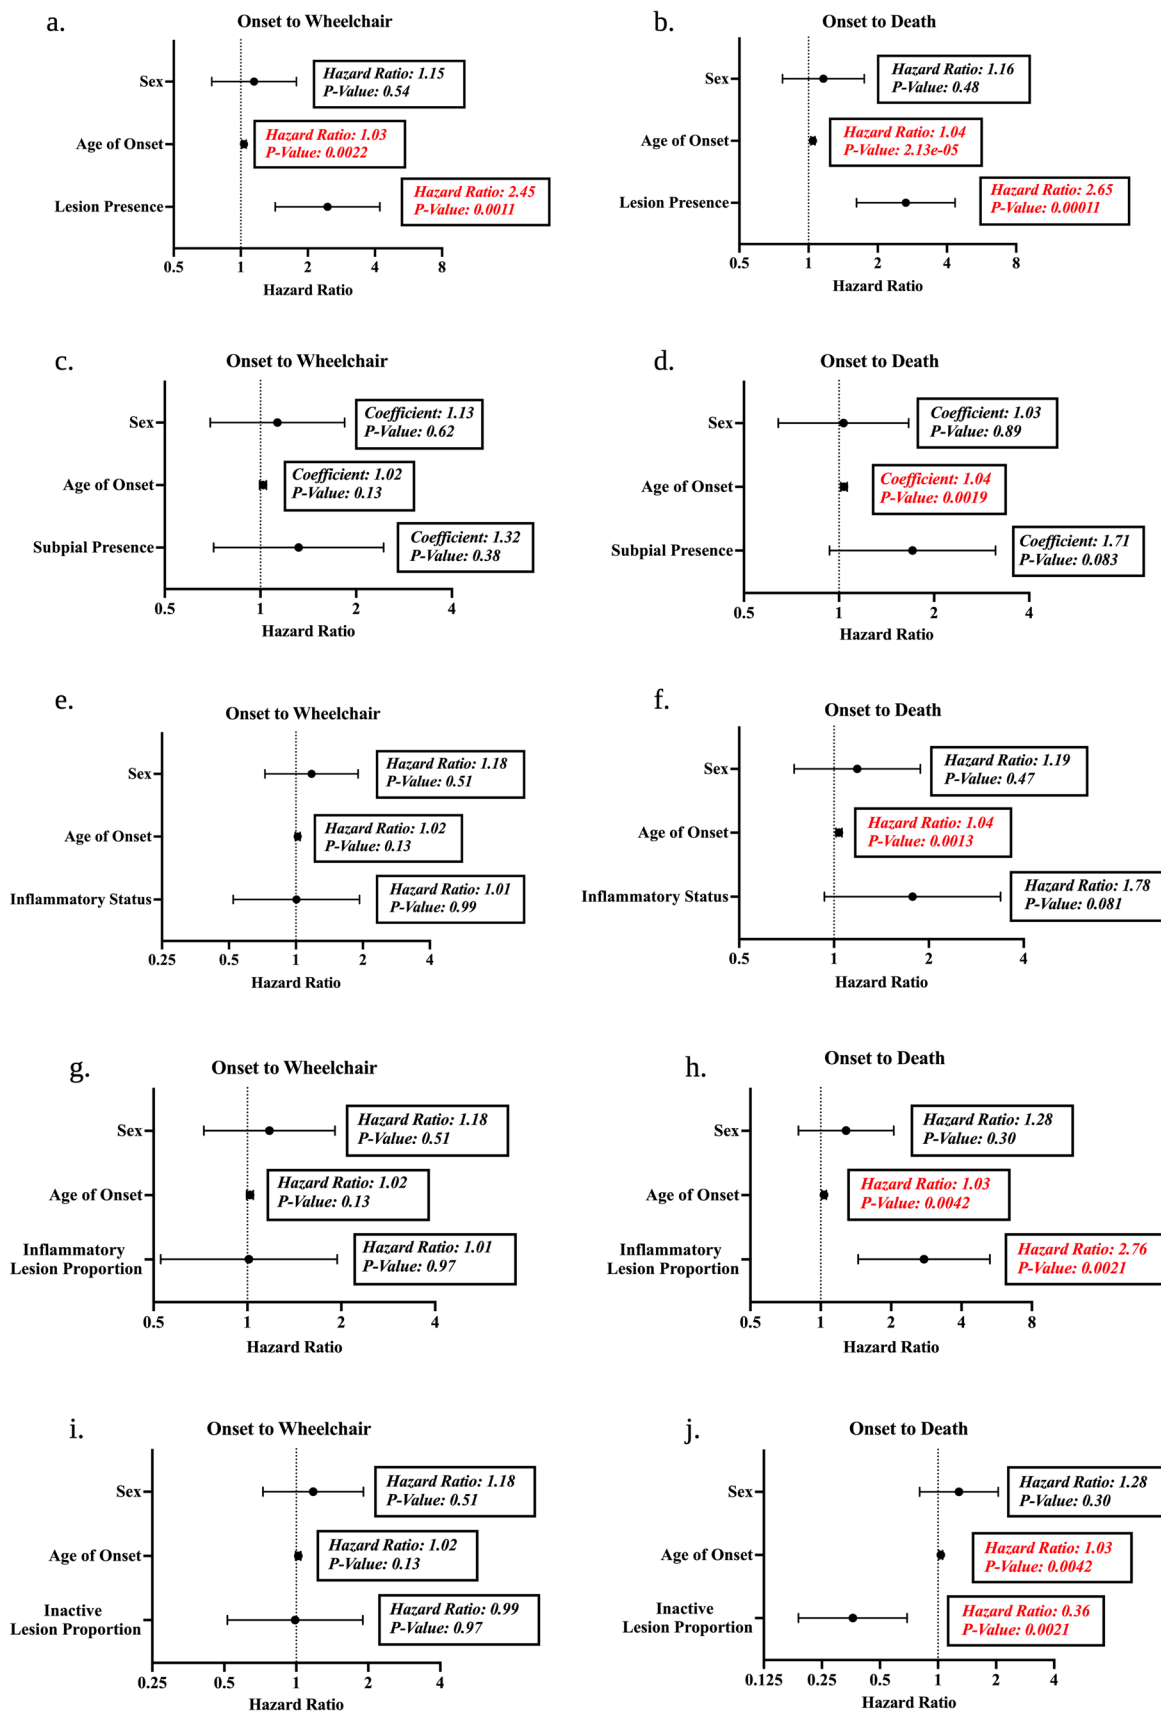 a.
Onset to Wheelchair
Sex
Hazard Ratio: 1.15
P-Value: 0.54
Age of Onset
Hazard Ratio: 1.03
P-Value: 0.0022
Lesion Presence
Hazard Ratio: 2.45
P-Value: 0.0011
0.5 1 2 4 8
Hazard Ratio
b.
Onset to Death
Sex
Hazard Ratio: 1.16
P-Value: 0.48
Age of Onset
Hazard Ratio: 1.04
P-Value: 2.13e-05
Lesion Presence
Hazard Ratio: 2.65
P-Value: 0.00011
0.5 1 2 4 8
Hazard Ratio
c.
Onset to Wheelchair
Sex
Coefficient: 1.13
P-Value: 0.62
Age of Onset
Coefficient: 1.02
P-Value: 0.13
Subpial Presence
Coefficient: 1.32
P-Value: 0.38
0.5 1 2 4
Hazard Ratio
d.
Onset to Death
Sex
Coefficient: 1.03
P-Value: 0.89
Age of Onset
Coefficient: 1.04
P-Value: 0.0019
Subpial Presence
Coefficient: 1.71
P-Value: 0.083
0.5 1 2 4
Hazard Ratio
e.
Onset to Wheelchair
Sex
Hazard Ratio: 1.18
P-Value: 0.51
Age of Onset
Hazard Ratio: 1.02
P-Value: 0.13
Inflammatory Status
Hazard Ratio: 1.01
P-Value: 0.99
0.25 0.5 1 2 4
Hazard Ratio
f.
Onset to Death
Sex
Hazard Ratio: 1.19
P-Value: 0.47
Age of Onset
Hazard Ratio: 1.04
P-Value: 0.0013
Inflammatory Status
Hazard Ratio: 1.78
P-Value: 0.081
0.5 1 2 4
Hazard Ratio
g.
Onset to Wheelchair
Sex
Hazard Ratio: 1.18
P-Value: 0.51
Age of Onset
Hazard Ratio: 1.02
P-Value: 0.13
Inflammatory
Lesion Proportion
Hazard Ratio: 1.01
P-Value: 0.97
0.5 1 2 4
Hazard Ratio
h.
Onset to Death
Sex
Hazard Ratio: 1.28
P-Value: 0.30
Age of Onset
Hazard Ratio: 1.03
P-Value: 0.0042
Inflammatory
Lesion Proportion
Hazard Ratio: 2.76
P-Value: 0.0021
0.5 1 2 4 8
Hazard Ratio
i.
Onset to Wheelchair
Sex
Hazard Ratio: 1.18
P-Value: 0.51
Age of Onset
Hazard Ratio: 1.02
P-Value: 0.13
Inactive
Lesion Proportion
Hazard Ratio: 0.99
P-Value: 0.97
0.25 0.5 1 2 4
Hazard Ratio
j.
Onset to Death
Sex
Hazard Ratio: 1.28
P-Value: 0.30
Age of Onset
Hazard Ratio: 1.03
P-Value: 0.0042
Inactive
Lesion Proportion
Hazard Ratio: 0.36
P-Value: 0.0021
0.125 0.25 0.5 1 2 4
Hazard Ratio